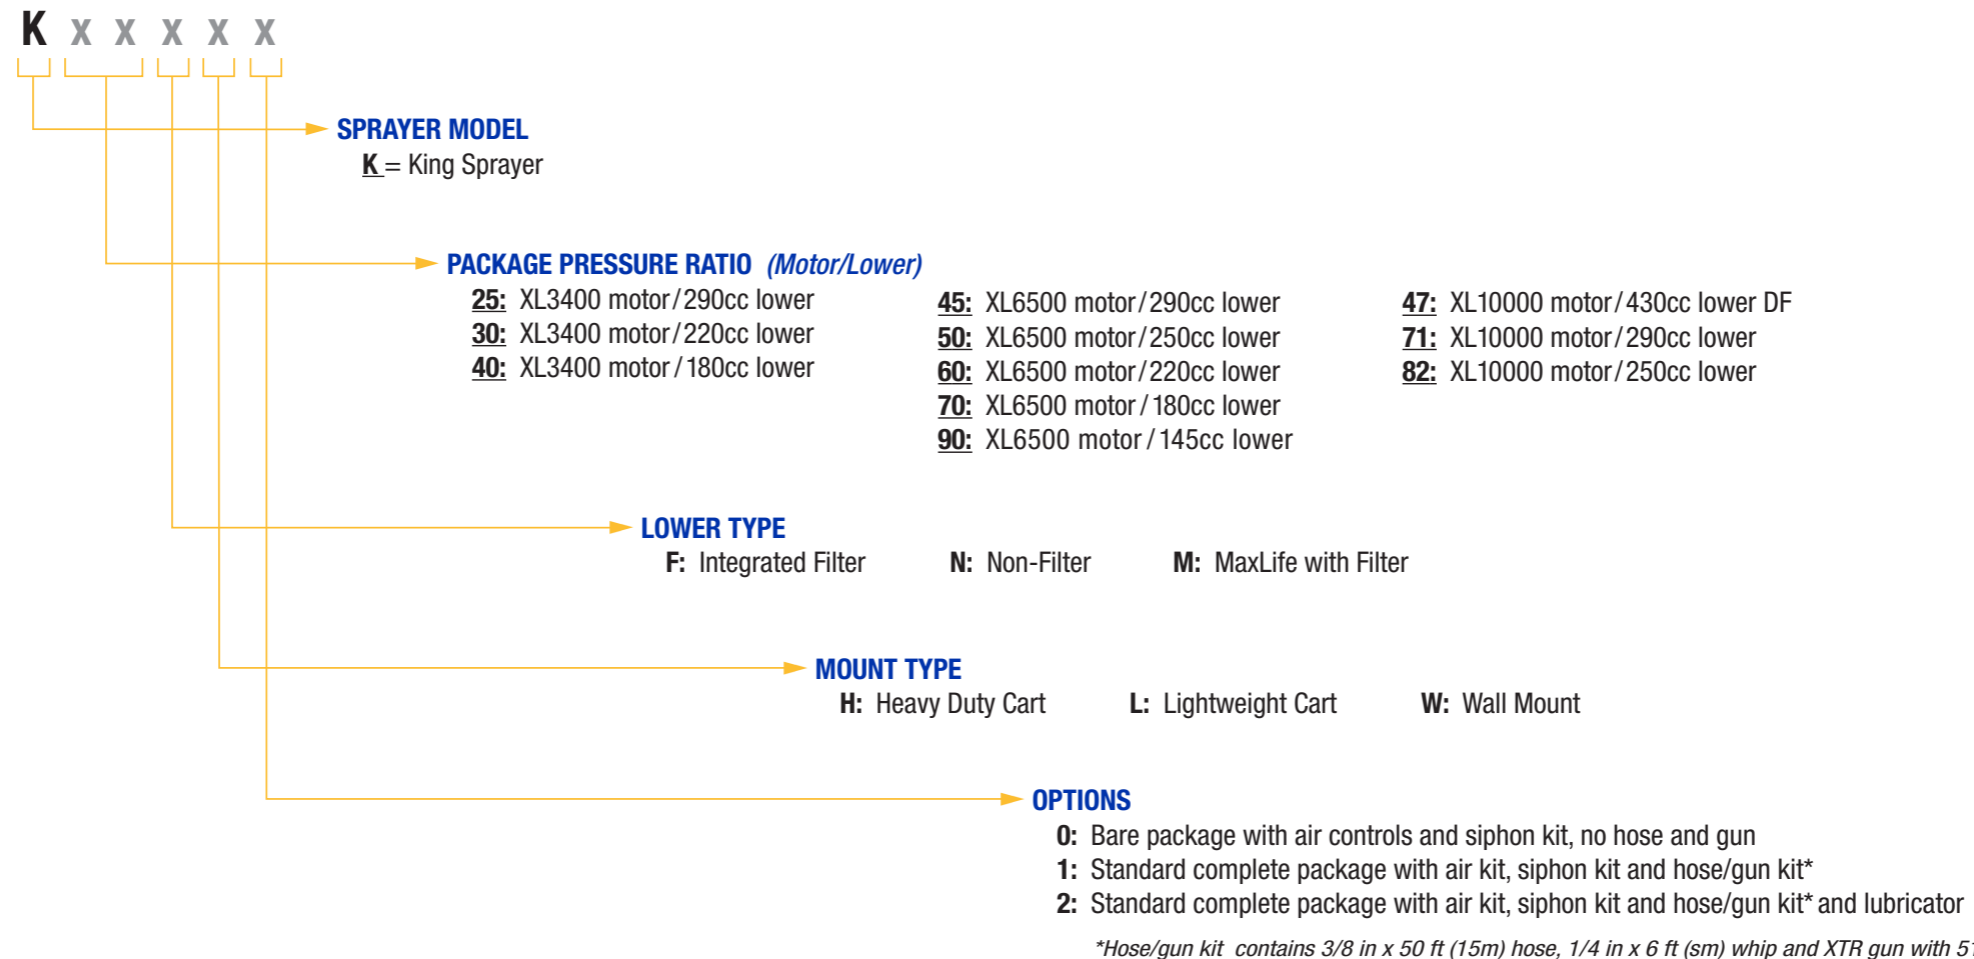 K x x x x x
SPRAYER MODEL
K = King Sprayer
PACKAGE PRESSURE RATIO (Motor/Lower)
25: XL3400 motor/290cc lower
30: XL3400 motor/220cc lower
40: XL3400 motor/180cc lower
45: XL6500 motor/290cc lower
50: XL6500 motor/250cc lower
60: XL6500 motor/220cc lower
70: XL6500 motor/180cc lower
90: XL6500 motor/145cc lower
47: XL10000 motor/430cc lower DF
71: XL10000 motor/290cc lower
82: XL10000 motor/250cc lower
LOWER TYPE
F: Integrated Filter N: Non-Filter M: MaxLife with Filter
MOUNT TYPE
H: Heavy Duty Cart L: Lightweight Cart W: Wall Mount
OPTIONS
0: Bare package with air controls and siphon kit, no hose and gun
1: Standard complete package with air kit, siphon kit and hose/gun kit*
2: Standard complete package with air kit, siphon kit and hose/gun kit* and lubricator
*Hose/gun kit contains 3/8 in x 50 ft (15m) hose, 1/4 in x 6 ft (sm) whip and XTR gun with